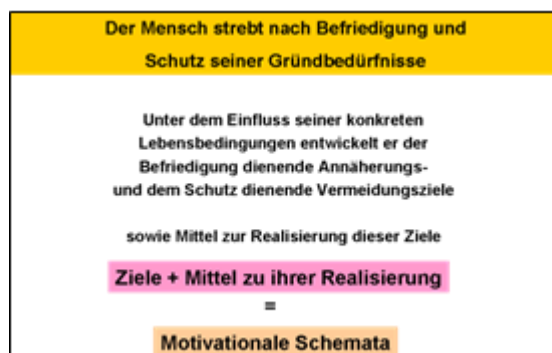 Der Mensch strebt nach Befriedigung und
Schutz seiner Gründbedürfnisse
Unter dem Einfluss seiner konkreten
Lebensbedingungen entwickelt er der
Befriedigung dienende Annäherungs-
und dem Schutz dienende Vermeidungsziele
sowie Mittel zur Realisierung dieser Ziele
Ziele + Mittel zu ihrer Realisierung
=
Motivationale Schemata